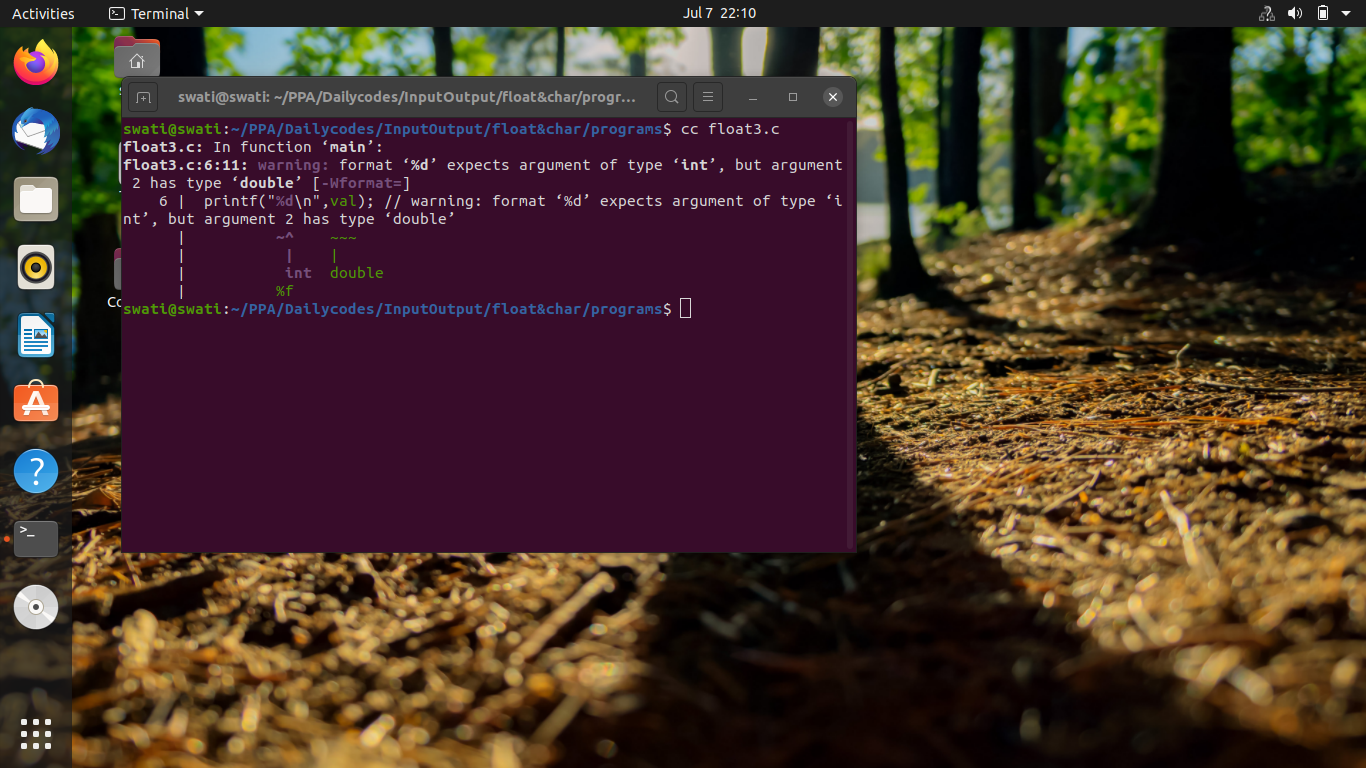 Activities
Terminal
Jul 7 22:10
swati@swati: ~/PPA/Dailycodes/InputOutput/float&char/progr...
swati@swati:~/PPA/Dailycodes/InputOutput/float&char/programs$ cc float3.c
float3.c: In function ‘main’:
float3.c:6:11: warning: format ‘%d’ expects argument of type ‘int’, but argument
2 has type ‘double’ [-Wformat=]
6 |  printf("%d\n",val); // warning: format ‘%d’ expects argument of type ‘i
nt’, but argument 2 has type ‘double’
|          ~^    ~~~
|           |    |
|           int  double
|          %f
swati@swati:~/PPA/Dailycodes/InputOutput/float&char/programs$